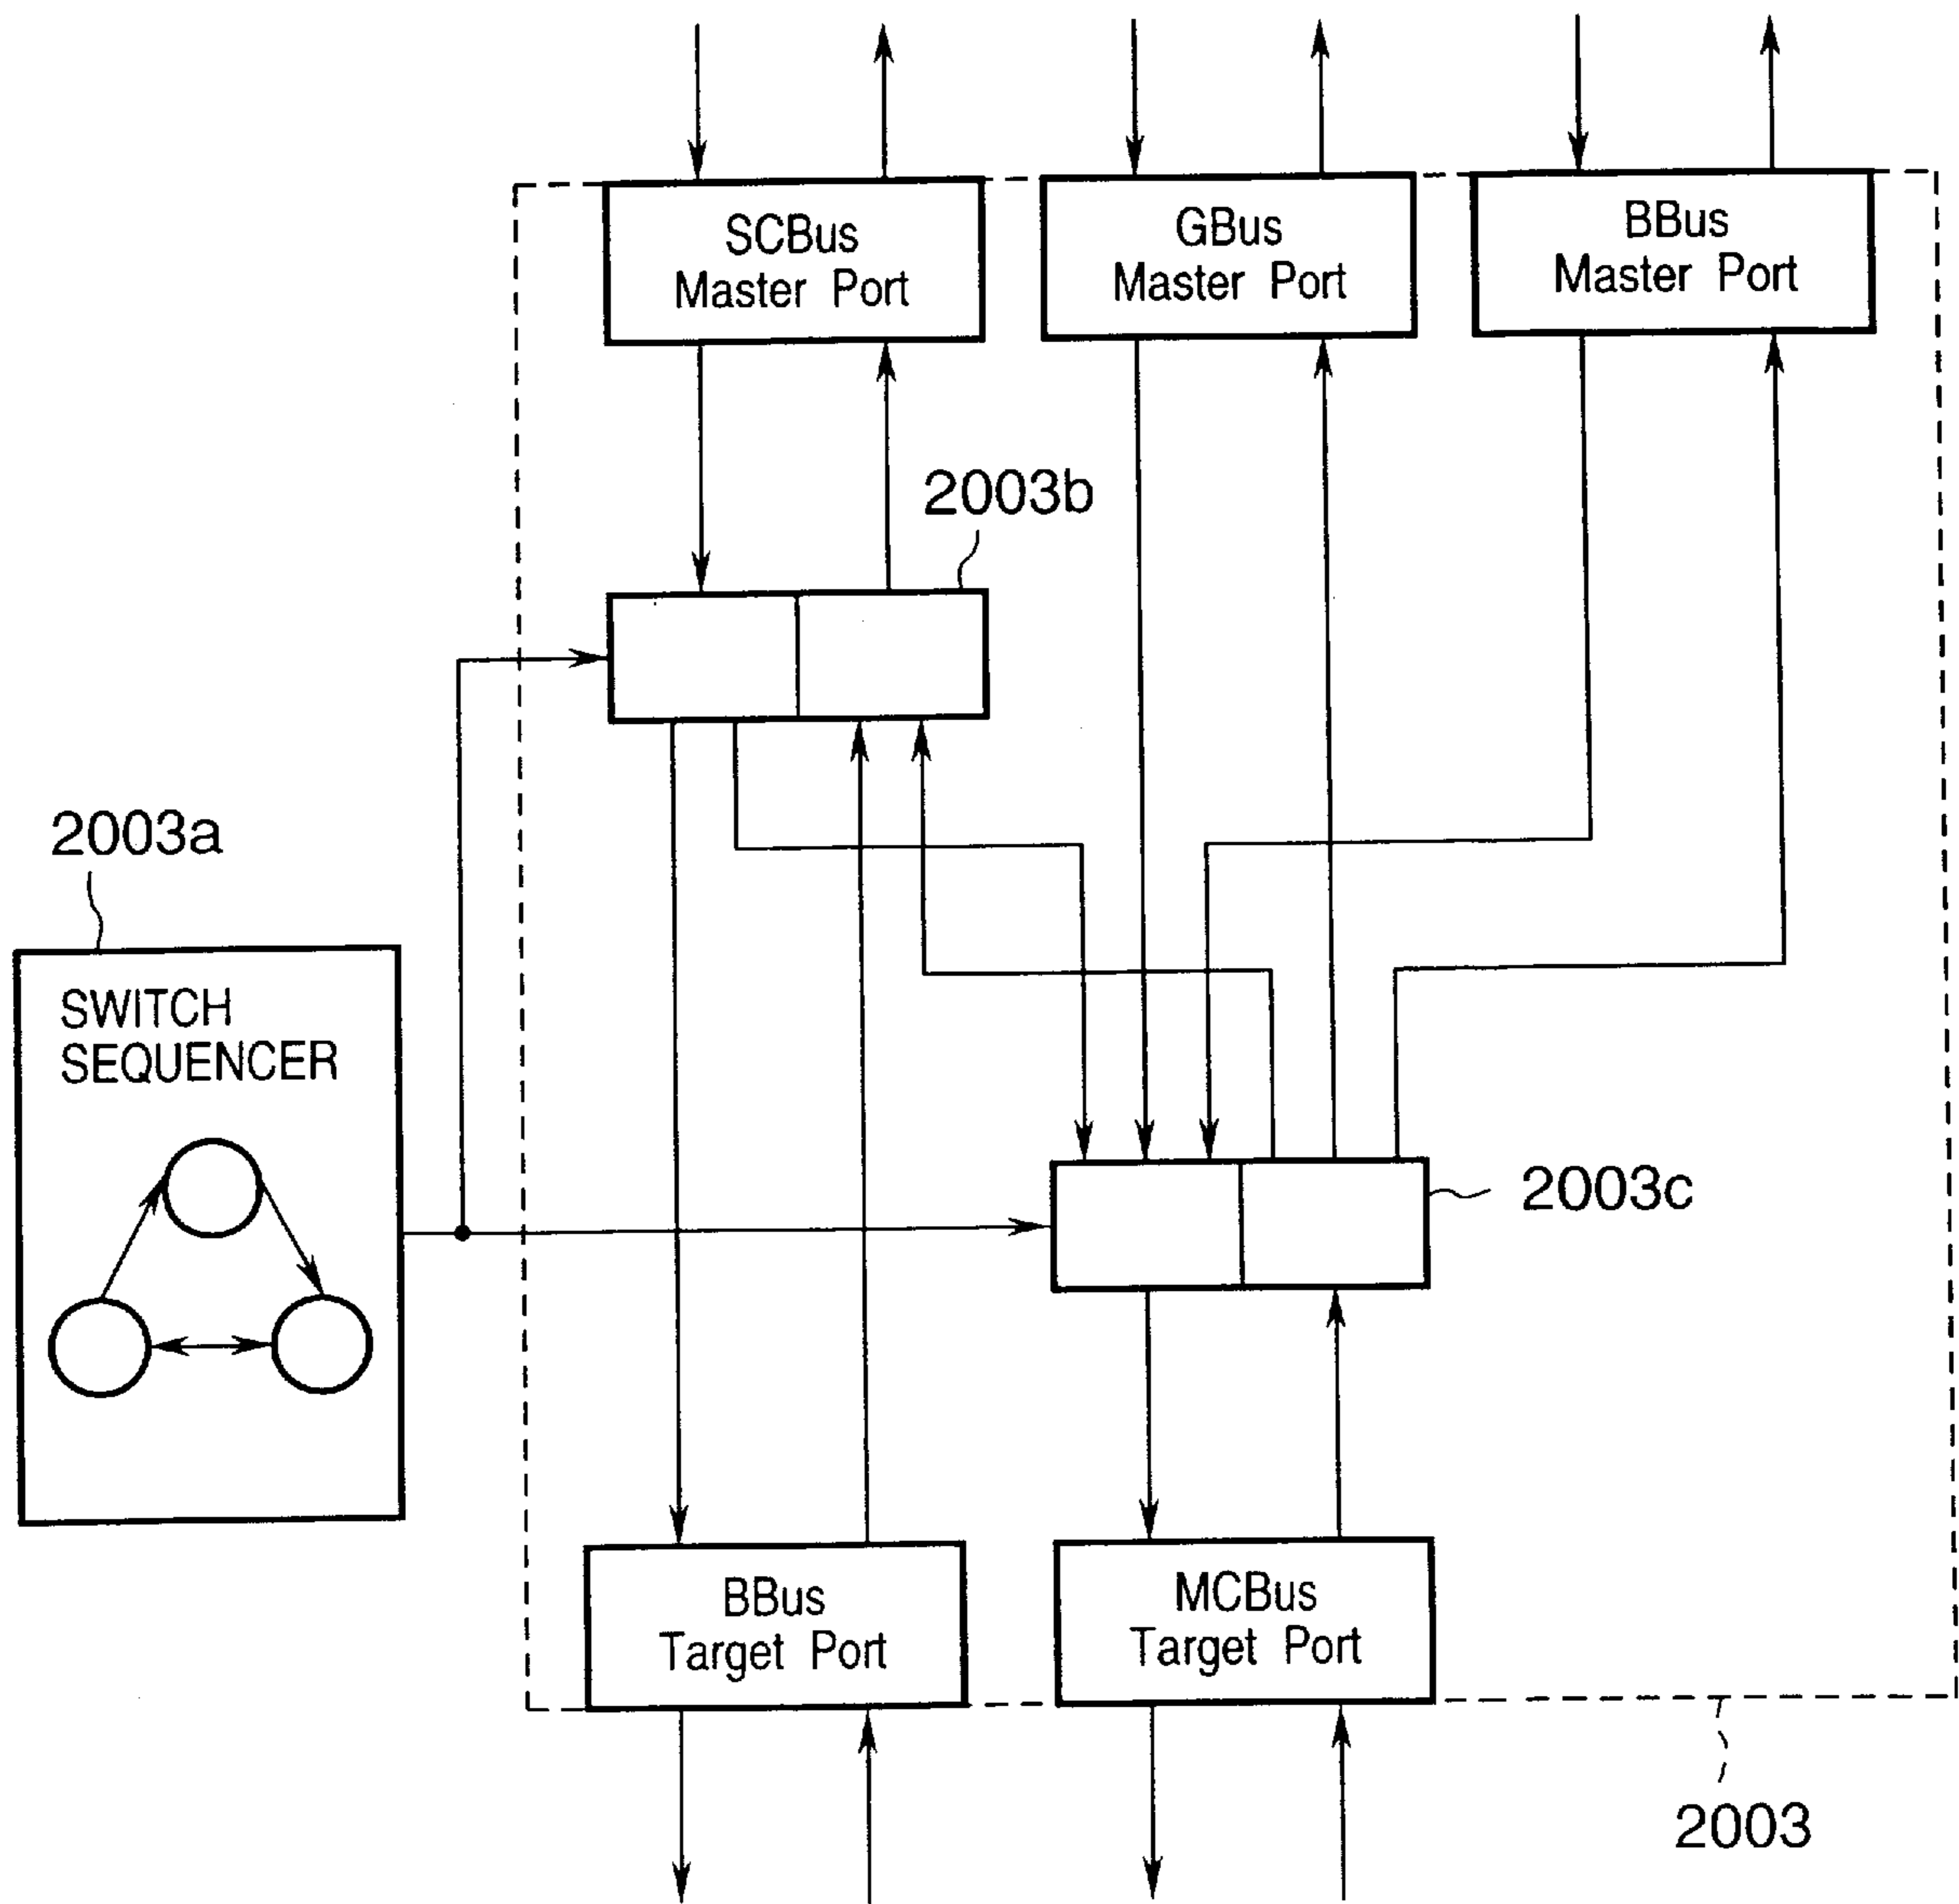 SCBus
Master Port
GBus
Master Port
BBus
Master Port
2003b
2003a
SWITCH
SEQUENCER
2003c
BBus
Target Port
MCBus
Target Port
2003